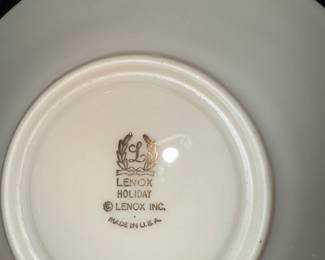 L
LENOX
HOLIDAY
© LENOX INC.
MADE IN U.S.A.